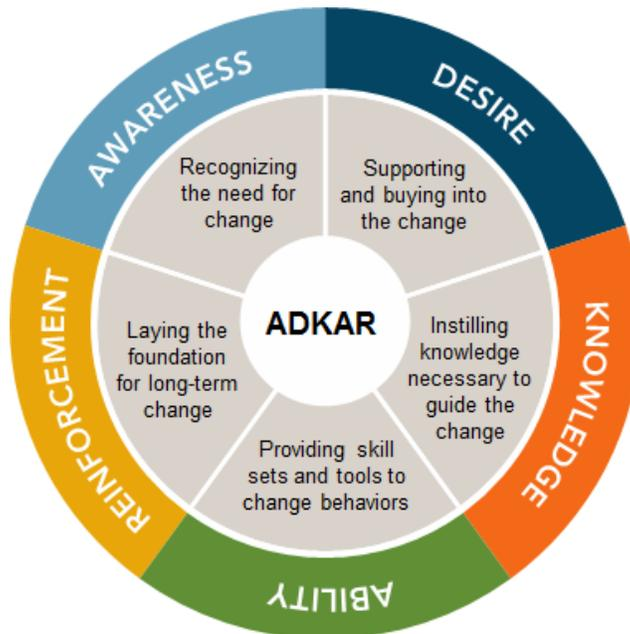 AWARENESS
Recognizing
the need for
change
DESIRE
Supporting
and buying into
the change
KNOWLEDGE
Instilling
knowledge
necessary to
guide the
change
ABILITY
Providing skill
sets and tools to
change behaviors
REINFORCEMENT
Laying the
foundation
for long-term
change
ADKAR